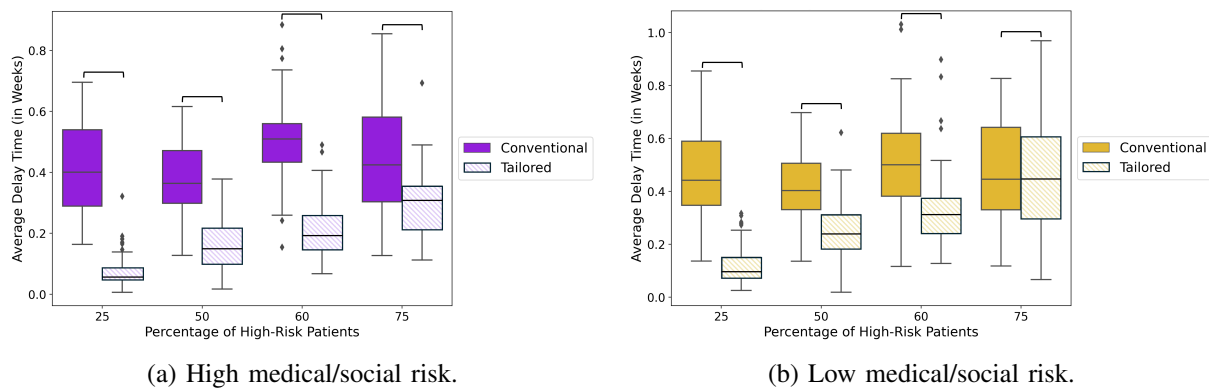 Average Delay Time (in Weeks)
0.8
0.6
0.4
0.2
0.0
25
50
60
75
Percentage of High-Risk Patients
Conventional
Tailored
(a) High medical/social risk.
Average Delay Time (in Weeks)
1.0
0.8
0.6
0.4
0.2
0.0
25
50
60
75
Percentage of High-Risk Patients
Conventional
Tailored
(b) Low medical/social risk.